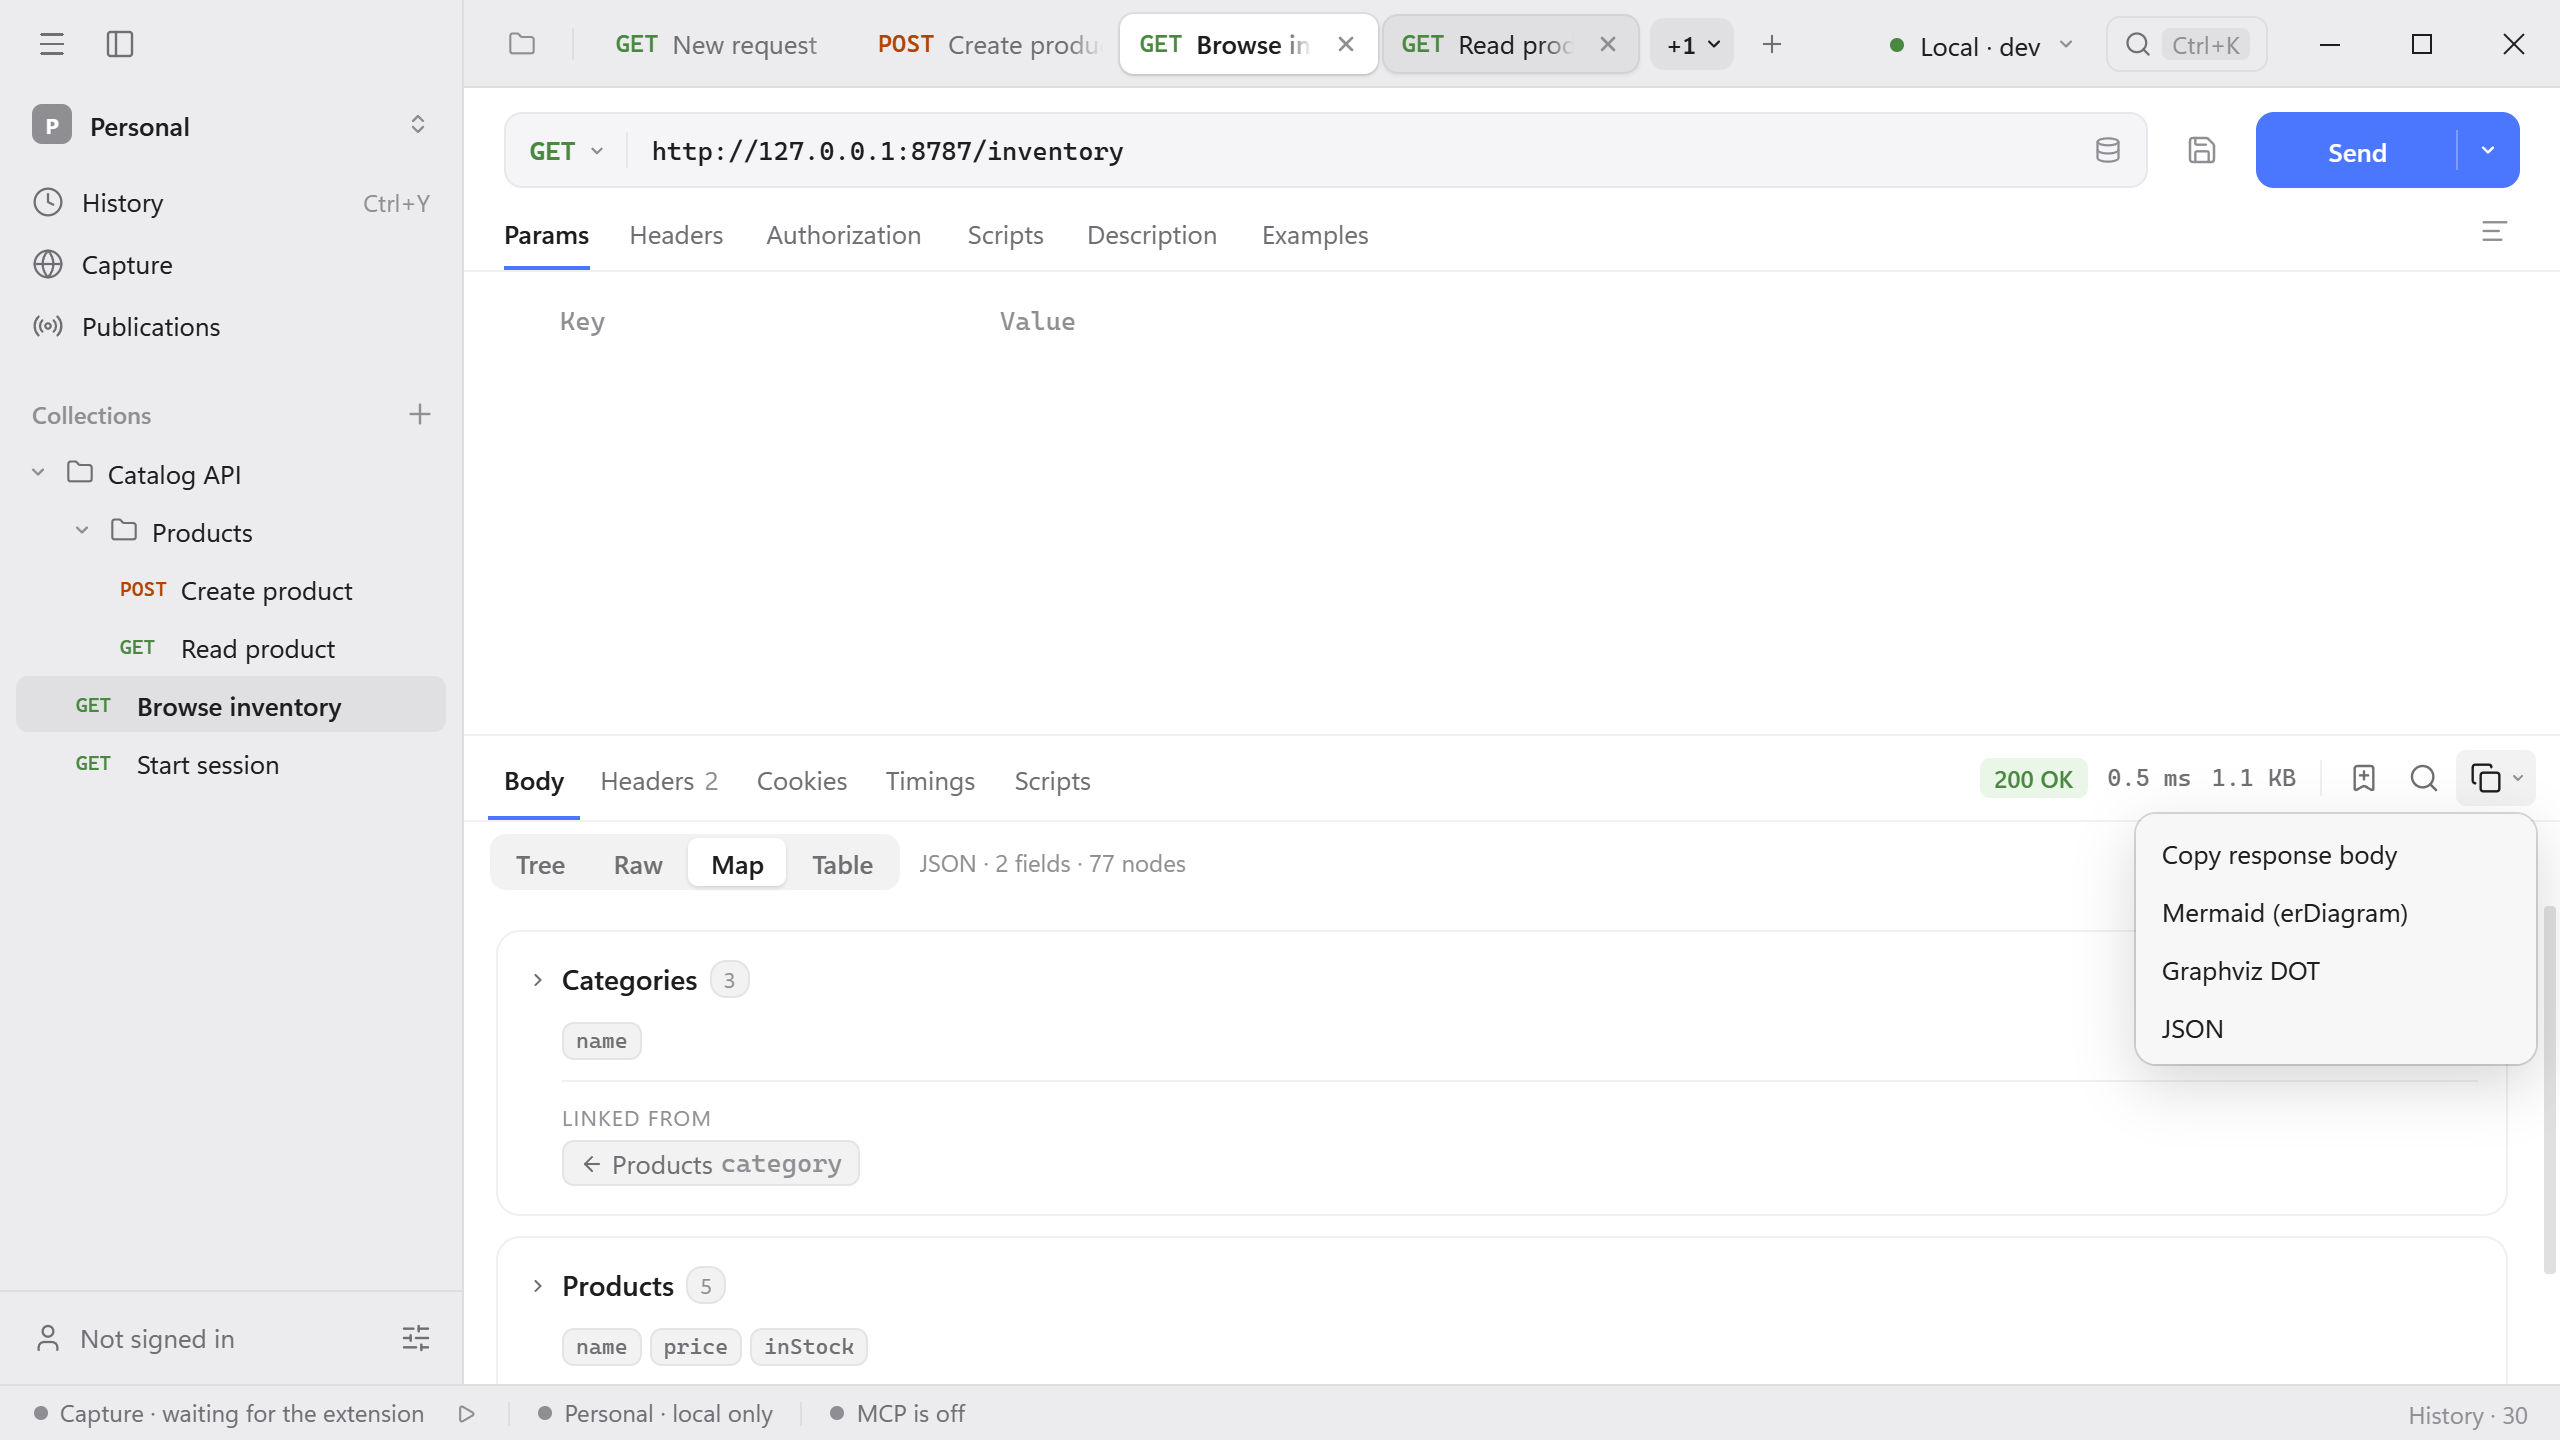 GET New request
POST Create produ
GET Browse in
GET Read proc
+1
Local · dev
Ctrl+K
P Personal
History Ctrl+Y
Capture
Publications
Collections
Catalog API
Products
POST Create product
GET Read product
GET Browse inventory
GET Start session
Not signed in
GET http://127.0.0.1:8787/inventory
Send
Params Headers Authorization Scripts Description Examples
Key Value
Body Headers 2 Cookies Timings Scripts
200 OK 0.5 ms 1.1 KB
Tree Raw Map Table JSON · 2 fields · 77 nodes
Copy response body
Mermaid (erDiagram)
Graphviz DOT
JSON
Categories 3
name
LINKED FROM
← Products category
Products 5
name price inStock
Capture · waiting for the extension
Personal · local only
MCP is off
History · 30